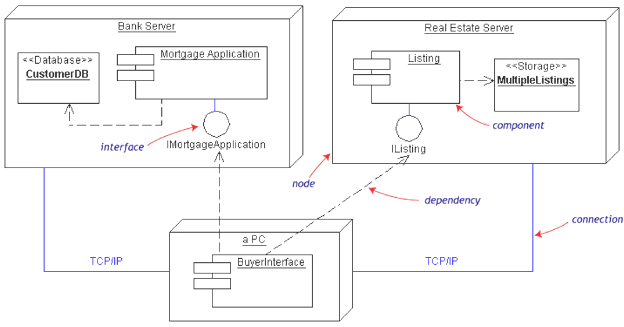 Bank Server
<<Database>>
CustomerDB
Mortgage Application
interface
IMortgageApplication
Real Estate Server
Listing
<<Storage>>
MultipleListings
component
IListing
node
dependency
connection
a PC
BuyerInterface
TCP/IP
TCP/IP